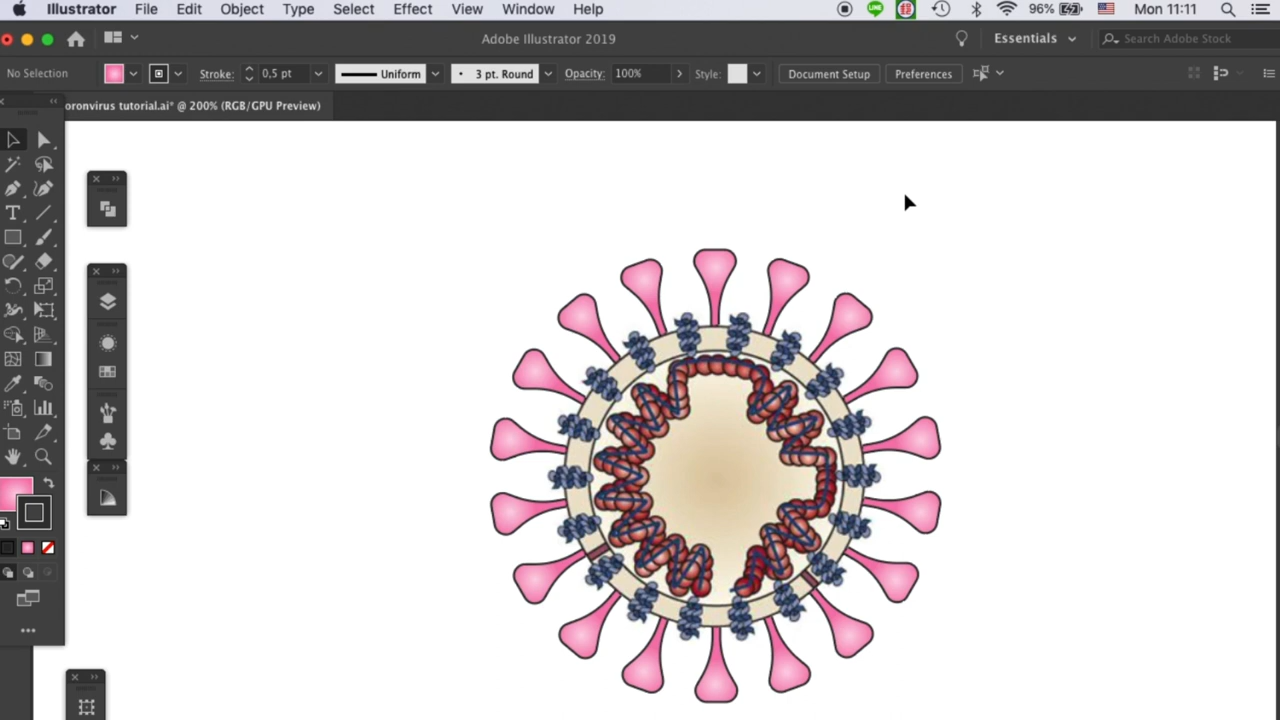 Illustrator File Edit Object Type Select Effect View Window Help 96% Mon 11:11
Adobe Illustrator 2019 Essentials Search Adobe Stock
No Selection Stroke: 0,5 pt Uniform 3 pt. Round Opacity: 100% Style: Document Setup Preferences
oronvirus tutorial.ai* @ 200% (RGB/GPU Preview)